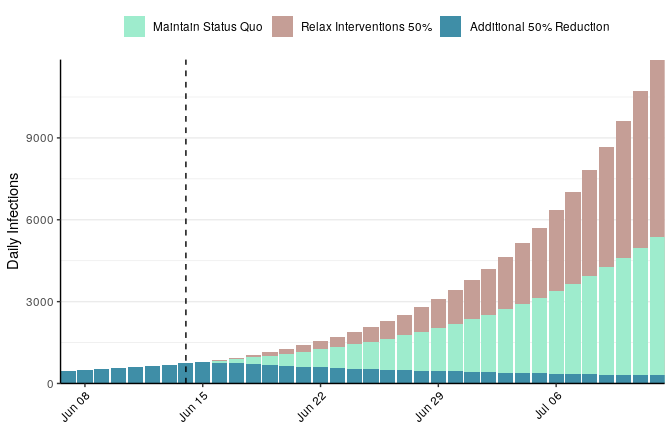 Maintain Status Quo Relax Interventions 50% Additional 50% Reduction
Daily Infections
9000
6000
3000
0
Jun 08 Jun 15 Jun 22 Jun 29 Jul 06